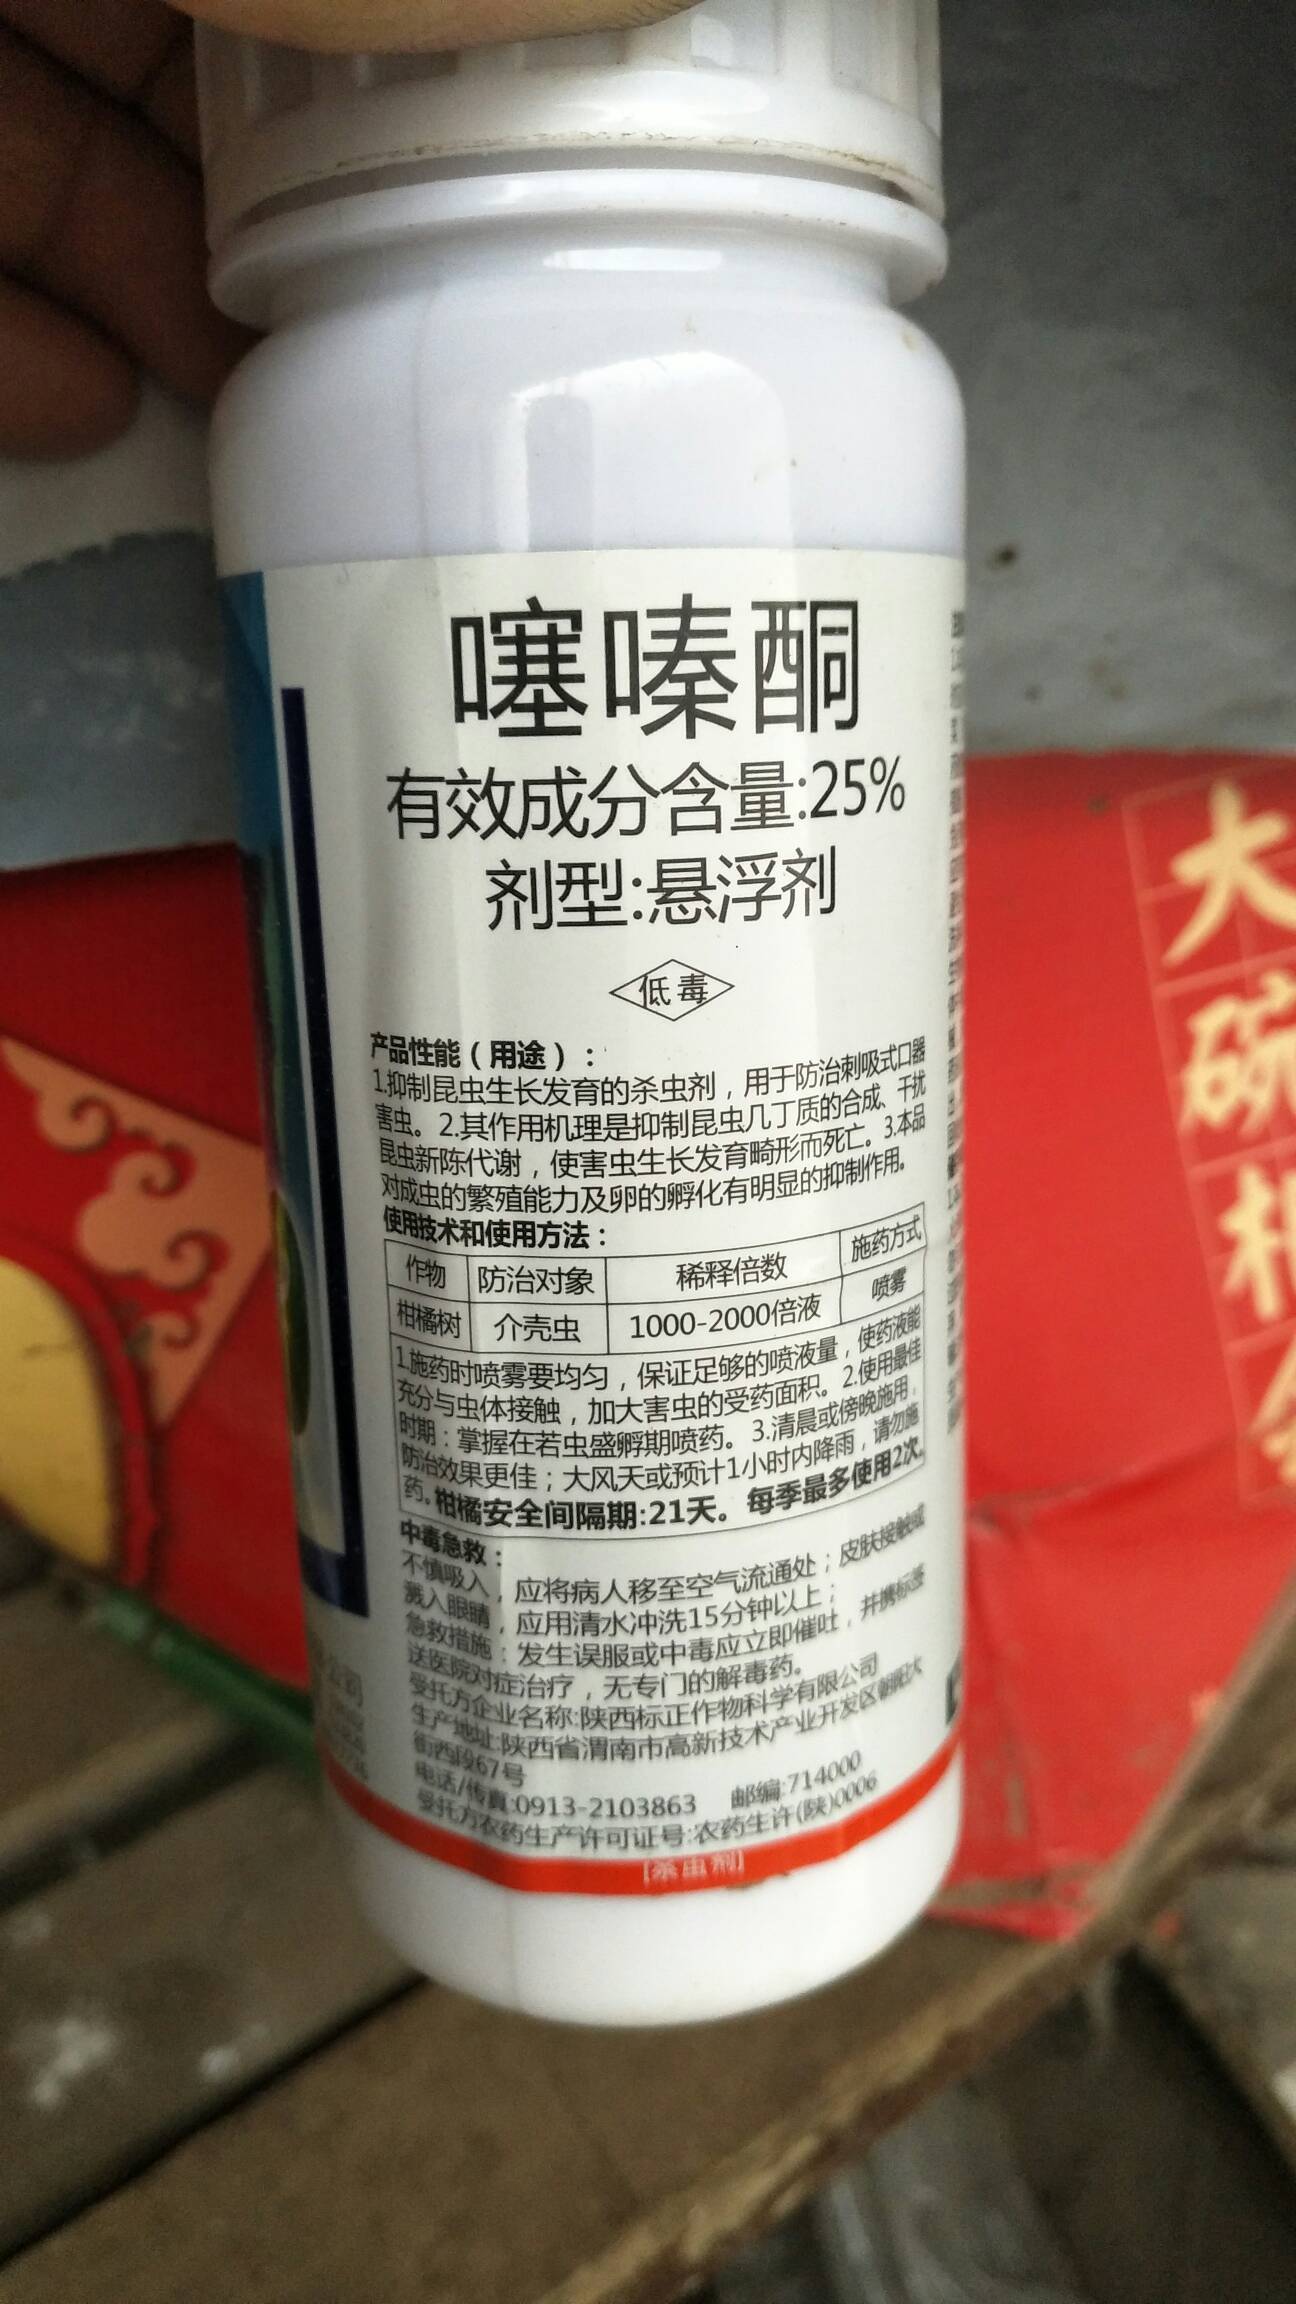 噻嗪酮
有效成分含量:25%
剂型:悬浮剂
低毒
产品性能（用途）：
1.抑制昆虫生长发育的杀虫剂，用于防治刺吸式口器
害虫。2.其作用机理是抑制昆虫几丁质的合成、干扰
昆虫新陈代谢，使害虫生长发育畸形而死亡。3.本品
对成虫的繁殖能力及卵的孵化有明显的抑制作用。
使用技术和使用方法：
作物 防治对象 稀释倍数 施药方式
柑橘树 介壳虫 1000-2000倍液 喷雾
1.施药时喷雾要均匀，保证足够的喷液量，使药液能
充分与虫体接触，加大害虫的受药面积。2.使用最佳
时期：掌握在若虫盛孵期喷药。3.清晨或傍晚施用，
防治效果更佳；大风天或预计1小时内降雨，请勿施
药。柑橘安全间隔期:21天。每季最多使用2次。
中毒急救：
不慎吸入，应将病人移至空气流通处；皮肤接触或
溅入眼睛，应用清水冲洗15分钟以上；
急救措施：发生误服或中毒应立即催吐，并携标签
送医院对症治疗，无专门的解毒药。
受托方企业名称:陕西标正作物科学有限公司
生产地址:陕西省渭南市高新技术产业开发区朝阳大
街西段67号
电话/传真:0913-2103863 邮编:714000
受托方农药生产许可证号:农药生许(陕)0006
[杀虫剂]
公司
大
碗